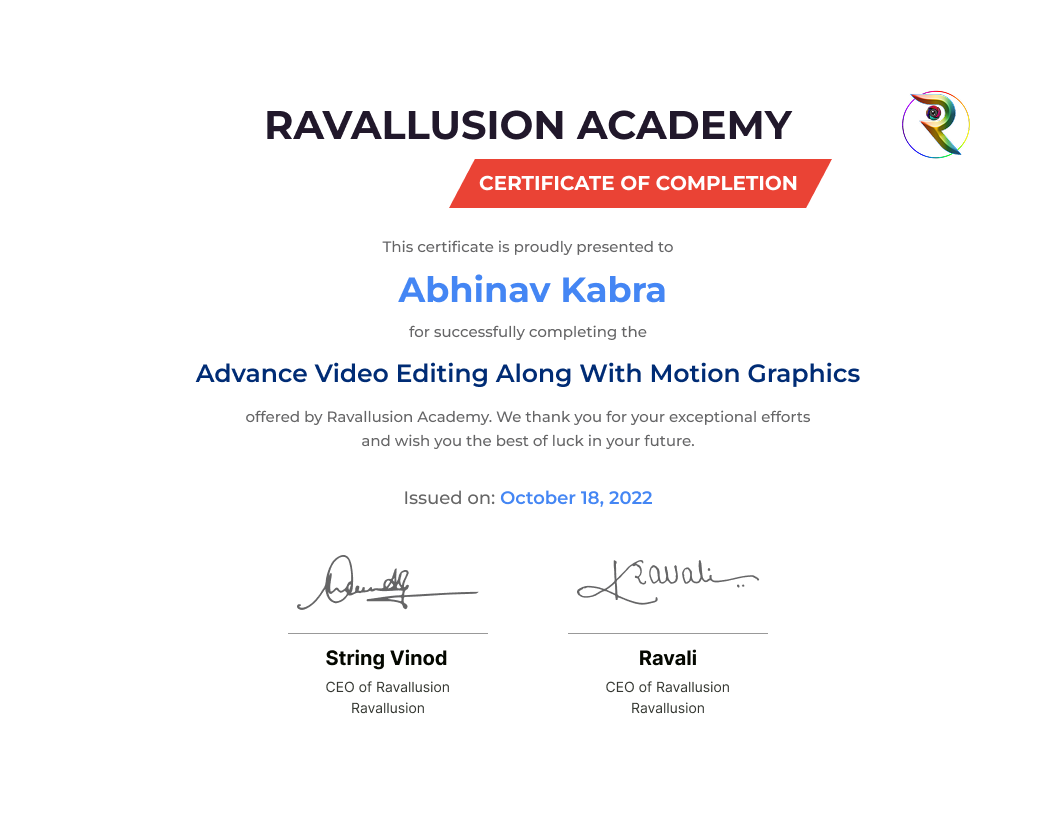 RAVALLUSION ACADEMY
CERTIFICATE OF COMPLETION
This certificate is proudly presented to
Abhinav Kabra
for successfully completing the
Advance Video Editing Along With Motion Graphics
offered by Ravallusion Academy. We thank you for your exceptional efforts
and wish you the best of luck in your future.
Issued on: October 18, 2022
Ravali
String Vinod
CEO of Ravallusion
Ravallusion
Ravali
CEO of Ravallusion
Ravallusion